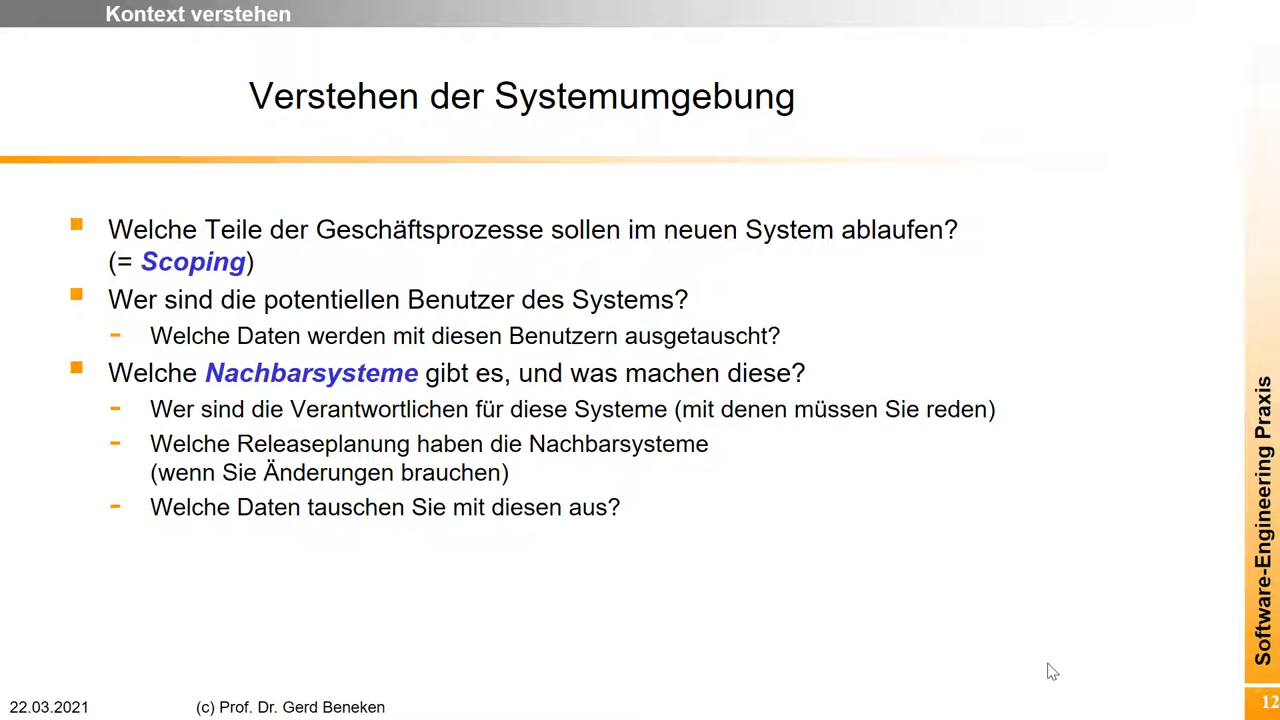 Kontext verstehen
Verstehen der Systemumgebung
Welche Teile der Geschäftsprozesse sollen im neuen System ablaufen?
(= Scoping)
Wer sind die potentiellen Benutzer des Systems?
- Welche Daten werden mit diesen Benutzern ausgetauscht?
Welche Nachbarsysteme gibt es, und was machen diese?
- Wer sind die Verantwortlichen für diese Systeme (mit denen müssen Sie reden)
- Welche Releaseplanung haben die Nachbarsysteme
(wenn Sie Änderungen brauchen)
- Welche Daten tauschen Sie mit diesen aus?
Software-Engineering Praxis
22.03.2021
(c) Prof. Dr. Gerd Beneken
12